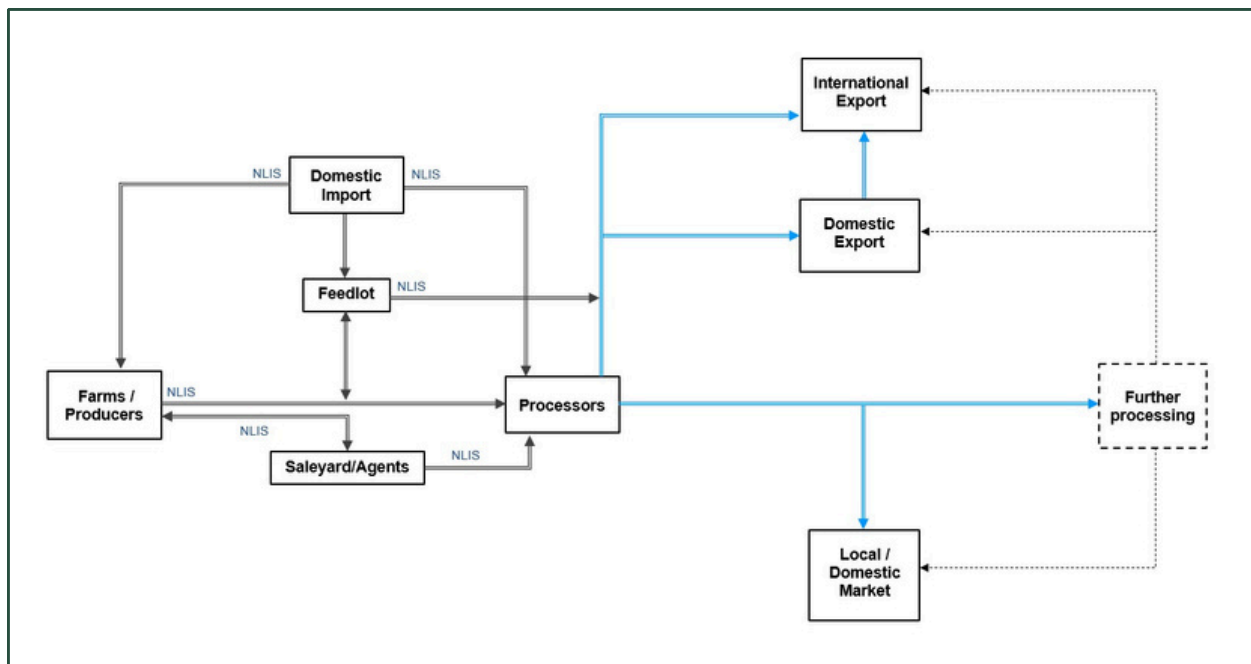 International
Export
NLIS
Domestic
Import
NLIS
Domestic
Export
Feedlot
NLIS
Farms /
Producers
NLIS
Processors
Further
processing
NLIS
Saleyard/Agents
NLIS
Local /
Domestic
Market